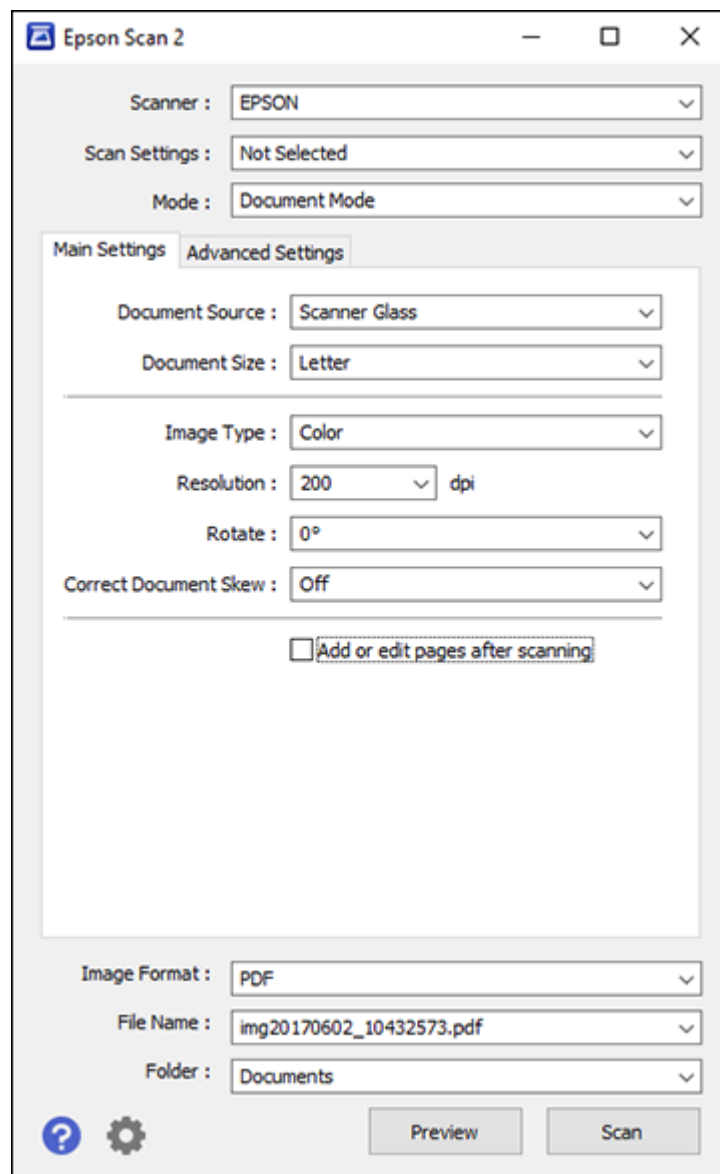 Epson Scan 2
Scanner : EPSON
Scan Settings : Not Selected
Mode : Document Mode
Main Settings Advanced Settings
Document Source : Scanner Glass
Document Size : Letter
Image Type : Color
Resolution : 200 dpi
Rotate : 0°
Correct Document Skew : Off
Add or edit pages after scanning
Image Format : PDF
File Name : img20170602_10432573.pdf
Folder : Documents
? Preview Scan